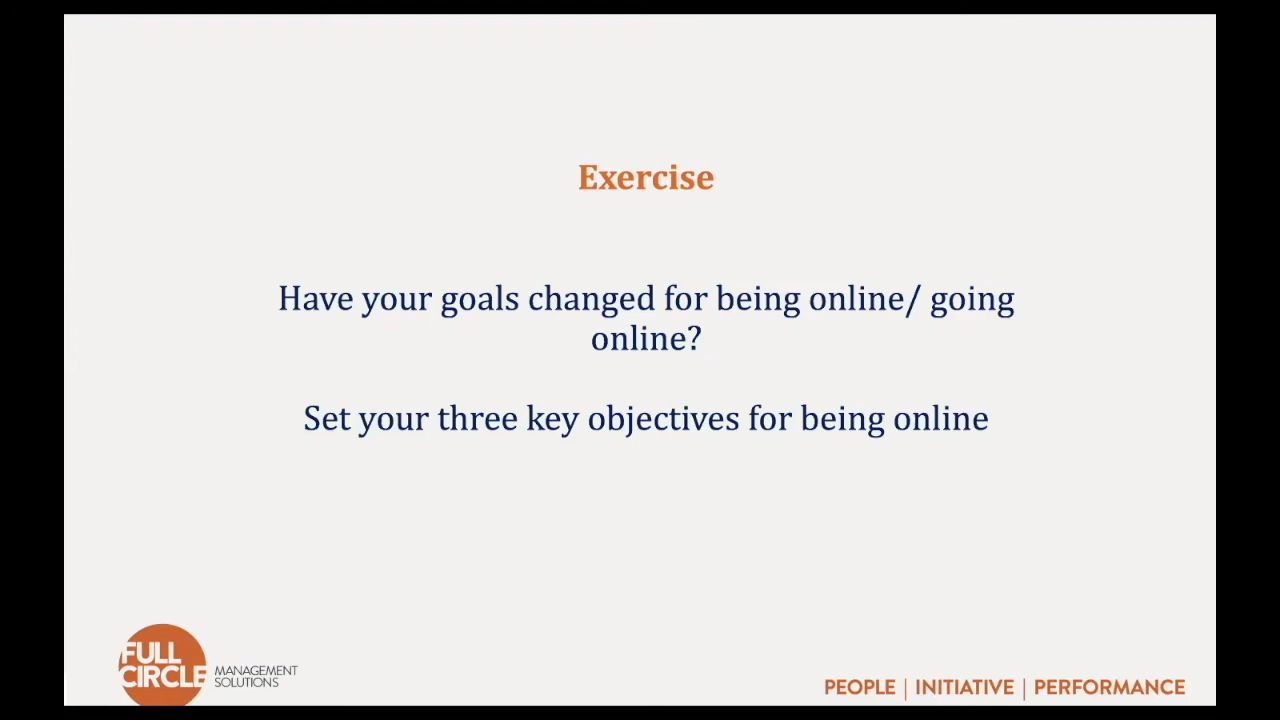 Exercise
Have your goals changed for being online/ going
online?
Set your three key objectives for being online
FULL
CIRCLE
MANAGEMENT
SOLUTIONS
PEOPLE | INITIATIVE | PERFORMANCE